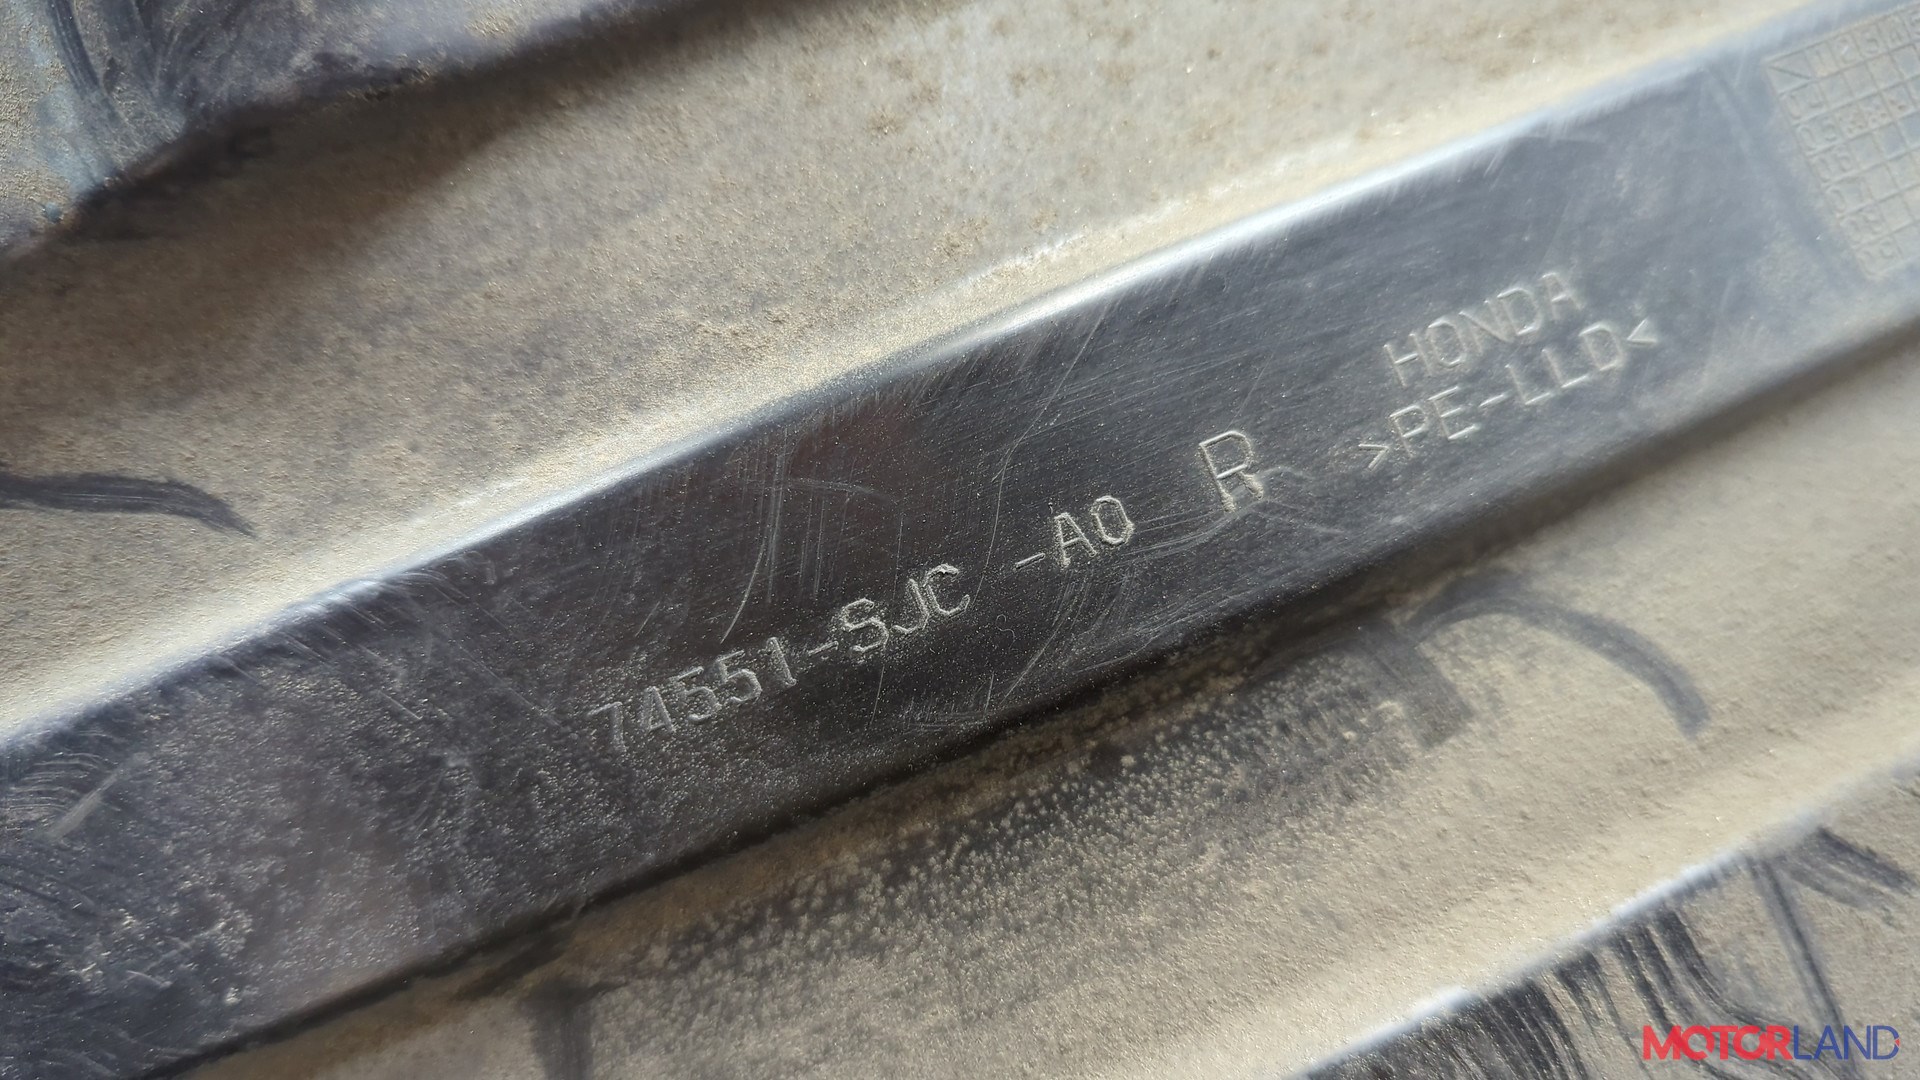 HONDA
>PE-LLD<
74551-SJC -A0 R
MOTORLAND